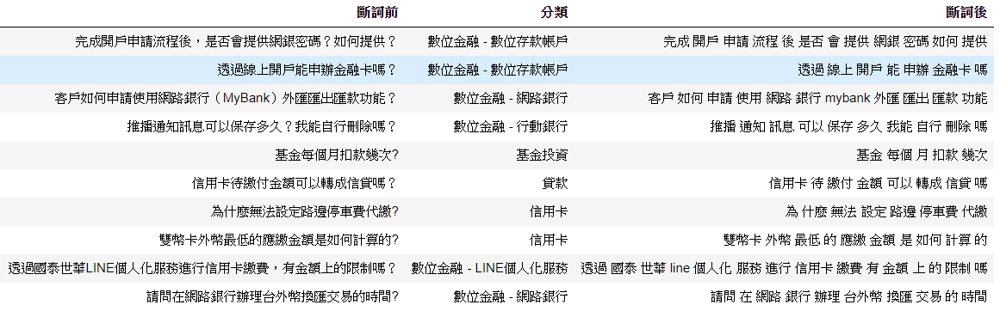 斷詞前 分類 斷詞後
完成開戶申請流程後，是否會提供網銀密碼？如何提供？ 數位金融 - 數位存款帳戶 完成 開戶 申請 流程 後 是否 會 提供 網銀 密碼 如何 提供
透過線上開戶能申辦金融卡嗎？ 數位金融 - 數位存款帳戶 透過 線上 開戶 能 申辦 金融卡 嗎
客戶如何申請使用網路銀行（MyBank）外匯匯出匯款功能？ 數位金融 - 網路銀行 客戶 如何 申請 使用 網路 銀行 mybank 外匯 匯出 匯款 功能
推播通知訊息可以保存多久？我能自行刪除嗎？ 數位金融 - 行動銀行 推播 通知 訊息 可以 保存 多久 我能 自行 刪除 嗎
基金每個月扣款幾次? 基金投資 基金 每個 月 扣款 幾次
信用卡待繳付金額可以轉成信貸嗎？ 貸款 信用卡 待 繳付 金額 可以 轉成 信貸 嗎
為什麼無法設定路邊停車費代繳? 信用卡 為 什麼 無法 設定 路邊 停車費 代繳
雙幣卡外幣最低的應繳金額是如何計算的? 信用卡 雙幣卡 外幣 最低 的 應繳 金額 是 如何 計算 的
透過國泰世華LINE個人化服務進行信用卡繳費，有金額上的限制嗎？ 數位金融 - LINE個人化服務 透過 國泰 世華 line 個人化 服務 進行 信用卡 繳費 有 金額 上 的 限制 嗎
請問在網路銀行辦理台外幣換匯交易的時間? 數位金融 - 網路銀行 請問 在 網路 銀行 辦理 台外幣 換匯 交易 的 時間